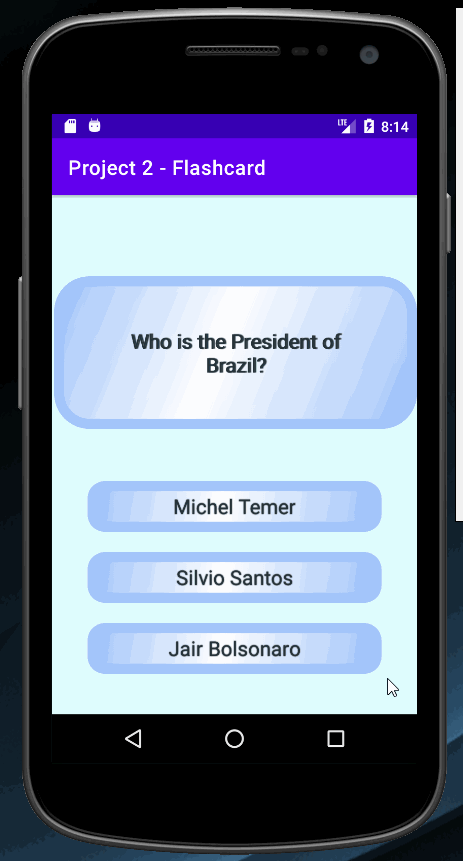 LTE 8:14
Project 2 - Flashcard
Who is the President of
Brazil?
Michel Temer
Silvio Santos
Jair Bolsonaro